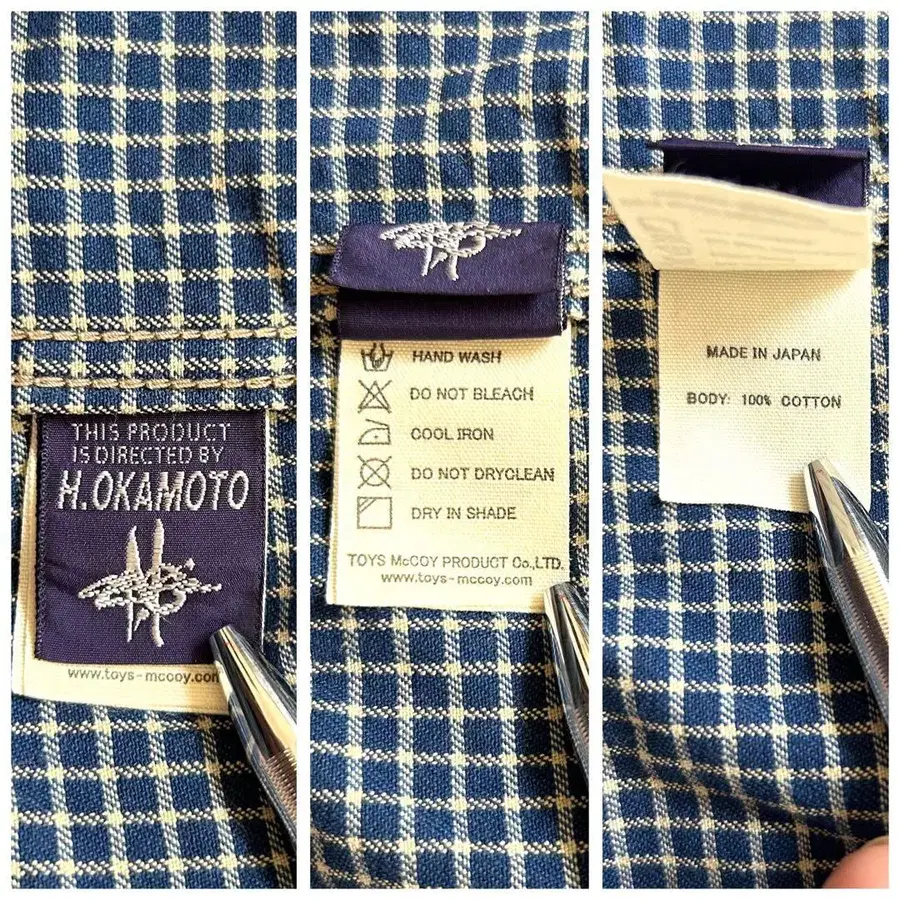 THIS PRODUCT
IS DIRECTED BY
H.OKAMOTO
www.toys-mccoy.com
HAND WASH
DO NOT BLEACH
COOL IRON
DO NOT DRYCLEAN
DRY IN SHADE
TOYS McCOY PRODUCT Co.,LTD.
www.toys-mccoy.com
MADE IN JAPAN
BODY: 100% COTTON